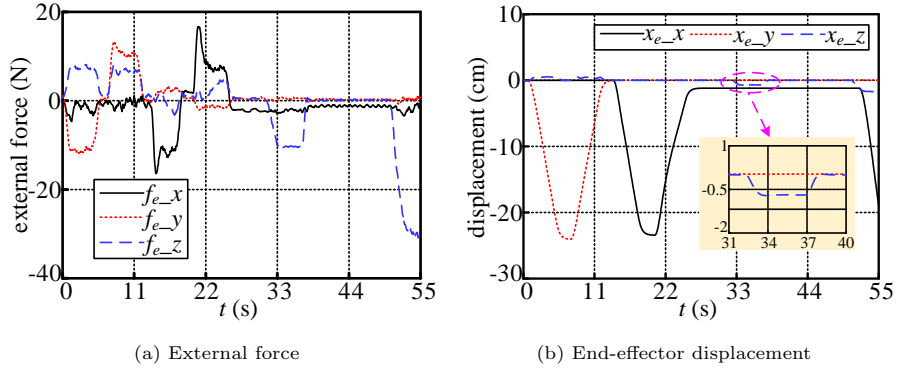 20
0
-20
-40
external force (N)
f_e_x
f_e_y
f_e_z
0 11 22 33 44 55
t (s)
(a) External force
0
-10
-20
-30
displacement (cm)
x_e_x x_e_y x_e_z
1
-0.5
-2
31 34 37 40
0 11 22 33 44 55
t (s)
(b) End-effector displacement